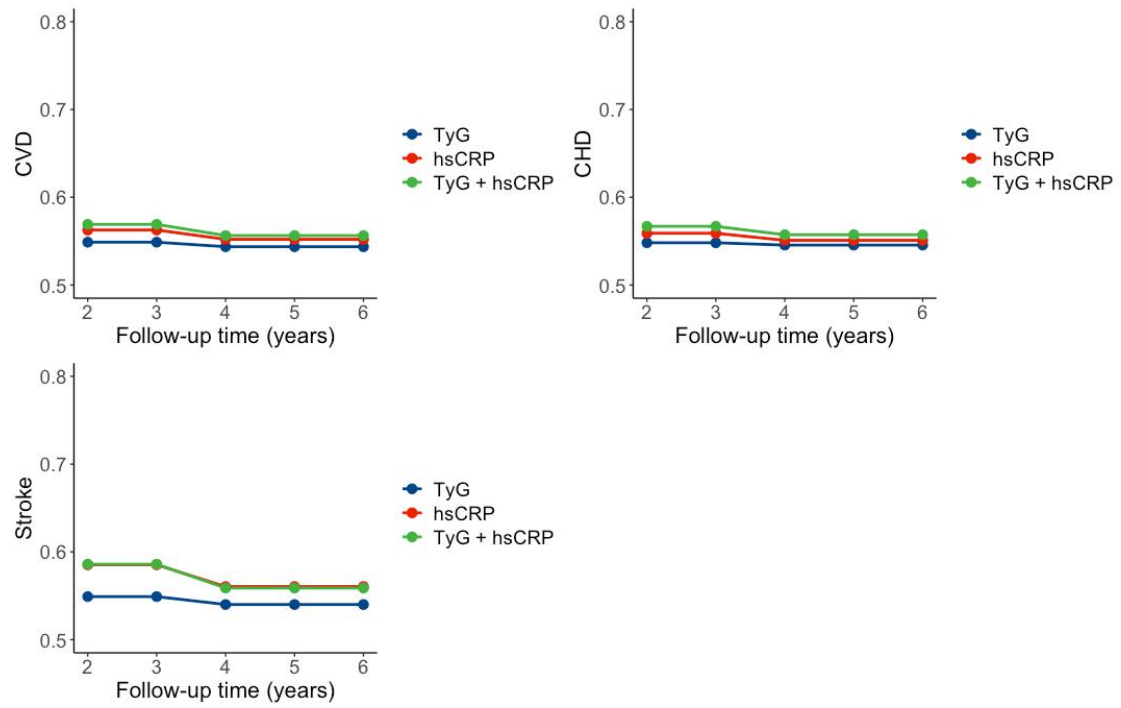 0.8
0.7
0.6
0.5
CVD
2 3 4 5 6
Follow-up time (years)
TyG
hsCRP
TyG + hsCRP
0.8
0.7
0.6
0.5
CHD
2 3 4 5 6
Follow-up time (years)
TyG
hsCRP
TyG + hsCRP
0.8
0.7
0.6
0.5
Stroke
2 3 4 5 6
Follow-up time (years)
TyG
hsCRP
TyG + hsCRP